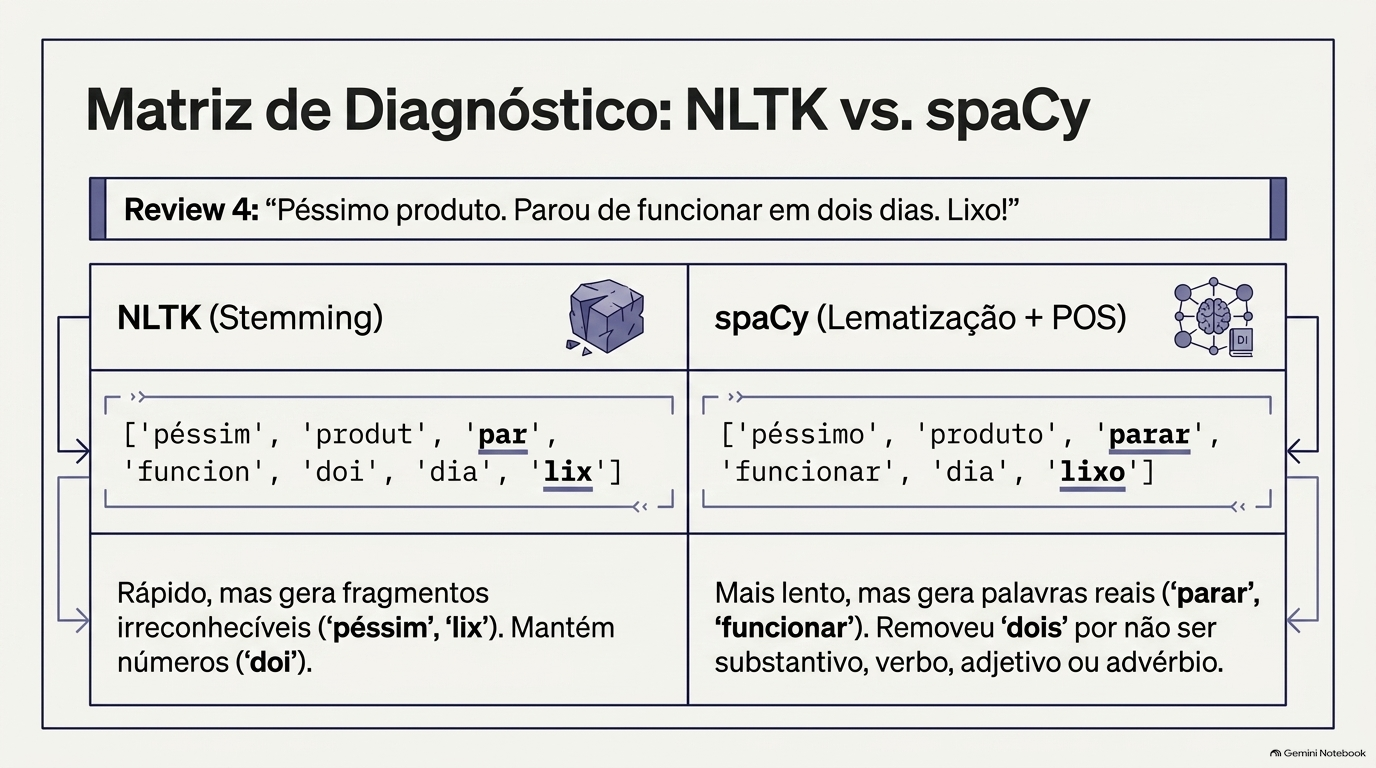 Matriz de Diagnóstico: NLTK vs. spaCy
Review 4: “Péssimo produto. Parou de funcionar em dois dias. Lixo!”
NLTK (Stemming)
['péssim', 'produt', 'par',
'funcion', 'doi', 'dia', 'lix']
Rápido, mas gera fragmentos
irreconhecíveis (‘péssim’, ‘lix’). Mantém
números (‘doi’).
spaCy (Lematização + POS)
DI
['péssimo', 'produto', 'parar',
'funcionar', 'dia', 'lixo']
Mais lento, mas gera palavras reais (‘parar’,
‘funcionar’). Removeu ‘dois’ por não ser
substantivo, verbo, adjetivo ou advérbio.
Gemini Notebook